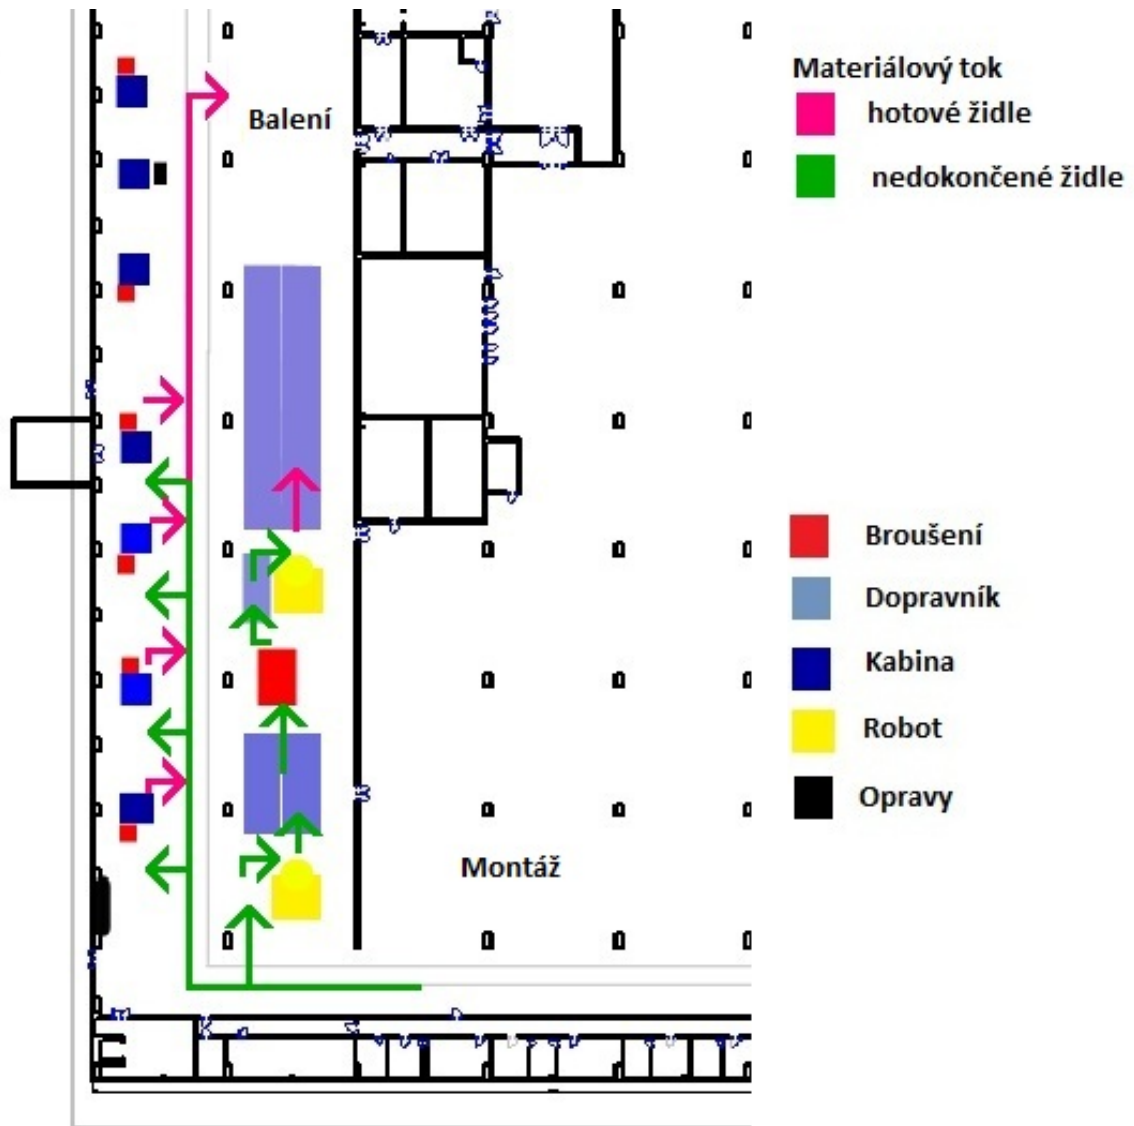 Materiálový tok
hotové židle
nedokončené židle
Balení
Broušení
Dopravník
Kabina
Robot
Opravy
Montáž